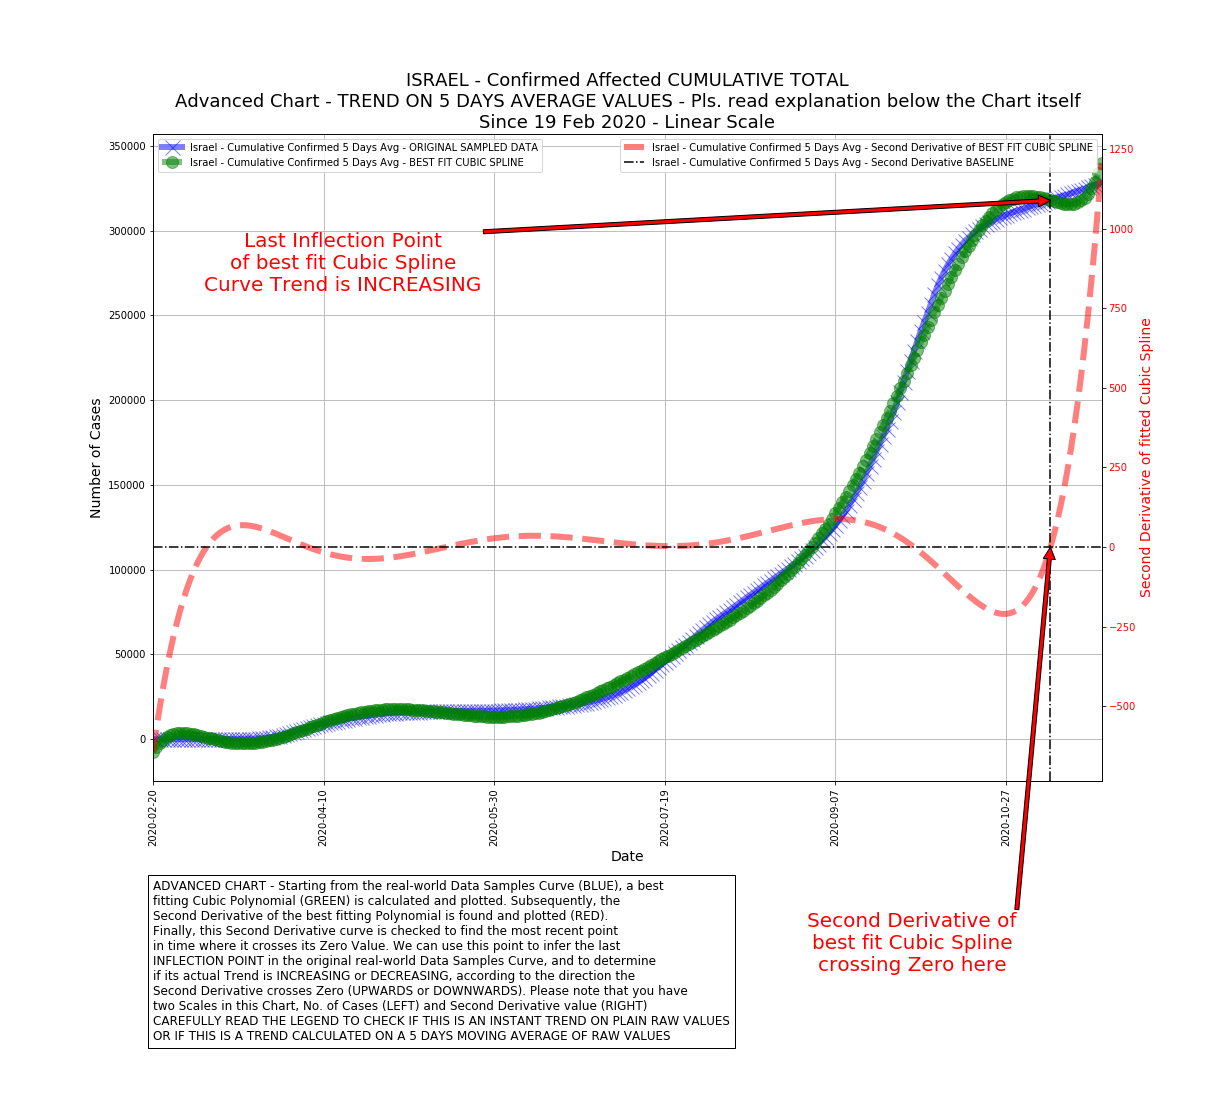 ISRAEL - Confirmed Affected CUMULATIVE TOTAL
Advanced Chart - TREND ON 5 DAYS AVERAGE VALUES - Pls. read explanation below the Chart itself
Since 19 Feb 2020 - Linear Scale
Israel - Cumulative Confirmed 5 Days Avg - ORIGINAL SAMPLED DATA
Israel - Cumulative Confirmed 5 Days Avg - BEST FIT CUBIC SPLINE
Israel - Cumulative Confirmed 5 Days Avg - Second Derivative of BEST FIT CUBIC SPLINE
Israel - Cumulative Confirmed 5 Days Avg - Second Derivative BASELINE
Last Inflection Point
of best fit Cubic Spline
Curve Trend is INCREASING
Number of Cases
350000
300000
250000
200000
150000
100000
50000
0
1250
1000
750
500
250
0
−250
−500
Second Derivative of fitted Cubic Spline
2020-02-20
2020-04-10
2020-05-30
2020-07-19
2020-09-07
2020-10-27
Date
ADVANCED CHART - Starting from the real-world Data Samples Curve (BLUE), a best
fitting Cubic Polynomial (GREEN) is calculated and plotted. Subsequently, the
Second Derivative of the best fitting Polynomial is found and plotted (RED).
Finally, this Second Derivative curve is checked to find the most recent point
in time where it crosses its Zero Value. We can use this point to infer the last
INFLECTION POINT in the original real-world Data Samples Curve, and to determine
if its actual Trend is INCREASING or DECREASING, according to the direction the
Second Derivative crosses Zero (UPWARDS or DOWNWARDS). Please note that you have
two Scales in this Chart, No. of Cases (LEFT) and Second Derivative value (RIGHT)
CAREFULLY READ THE LEGEND TO CHECK IF THIS IS AN INSTANT TREND ON PLAIN RAW VALUES
OR IF THIS IS A TREND CALCULATED ON A 5 DAYS MOVING AVERAGE OF RAW VALUES
Second Derivative of
best fit Cubic Spline
crossing Zero here